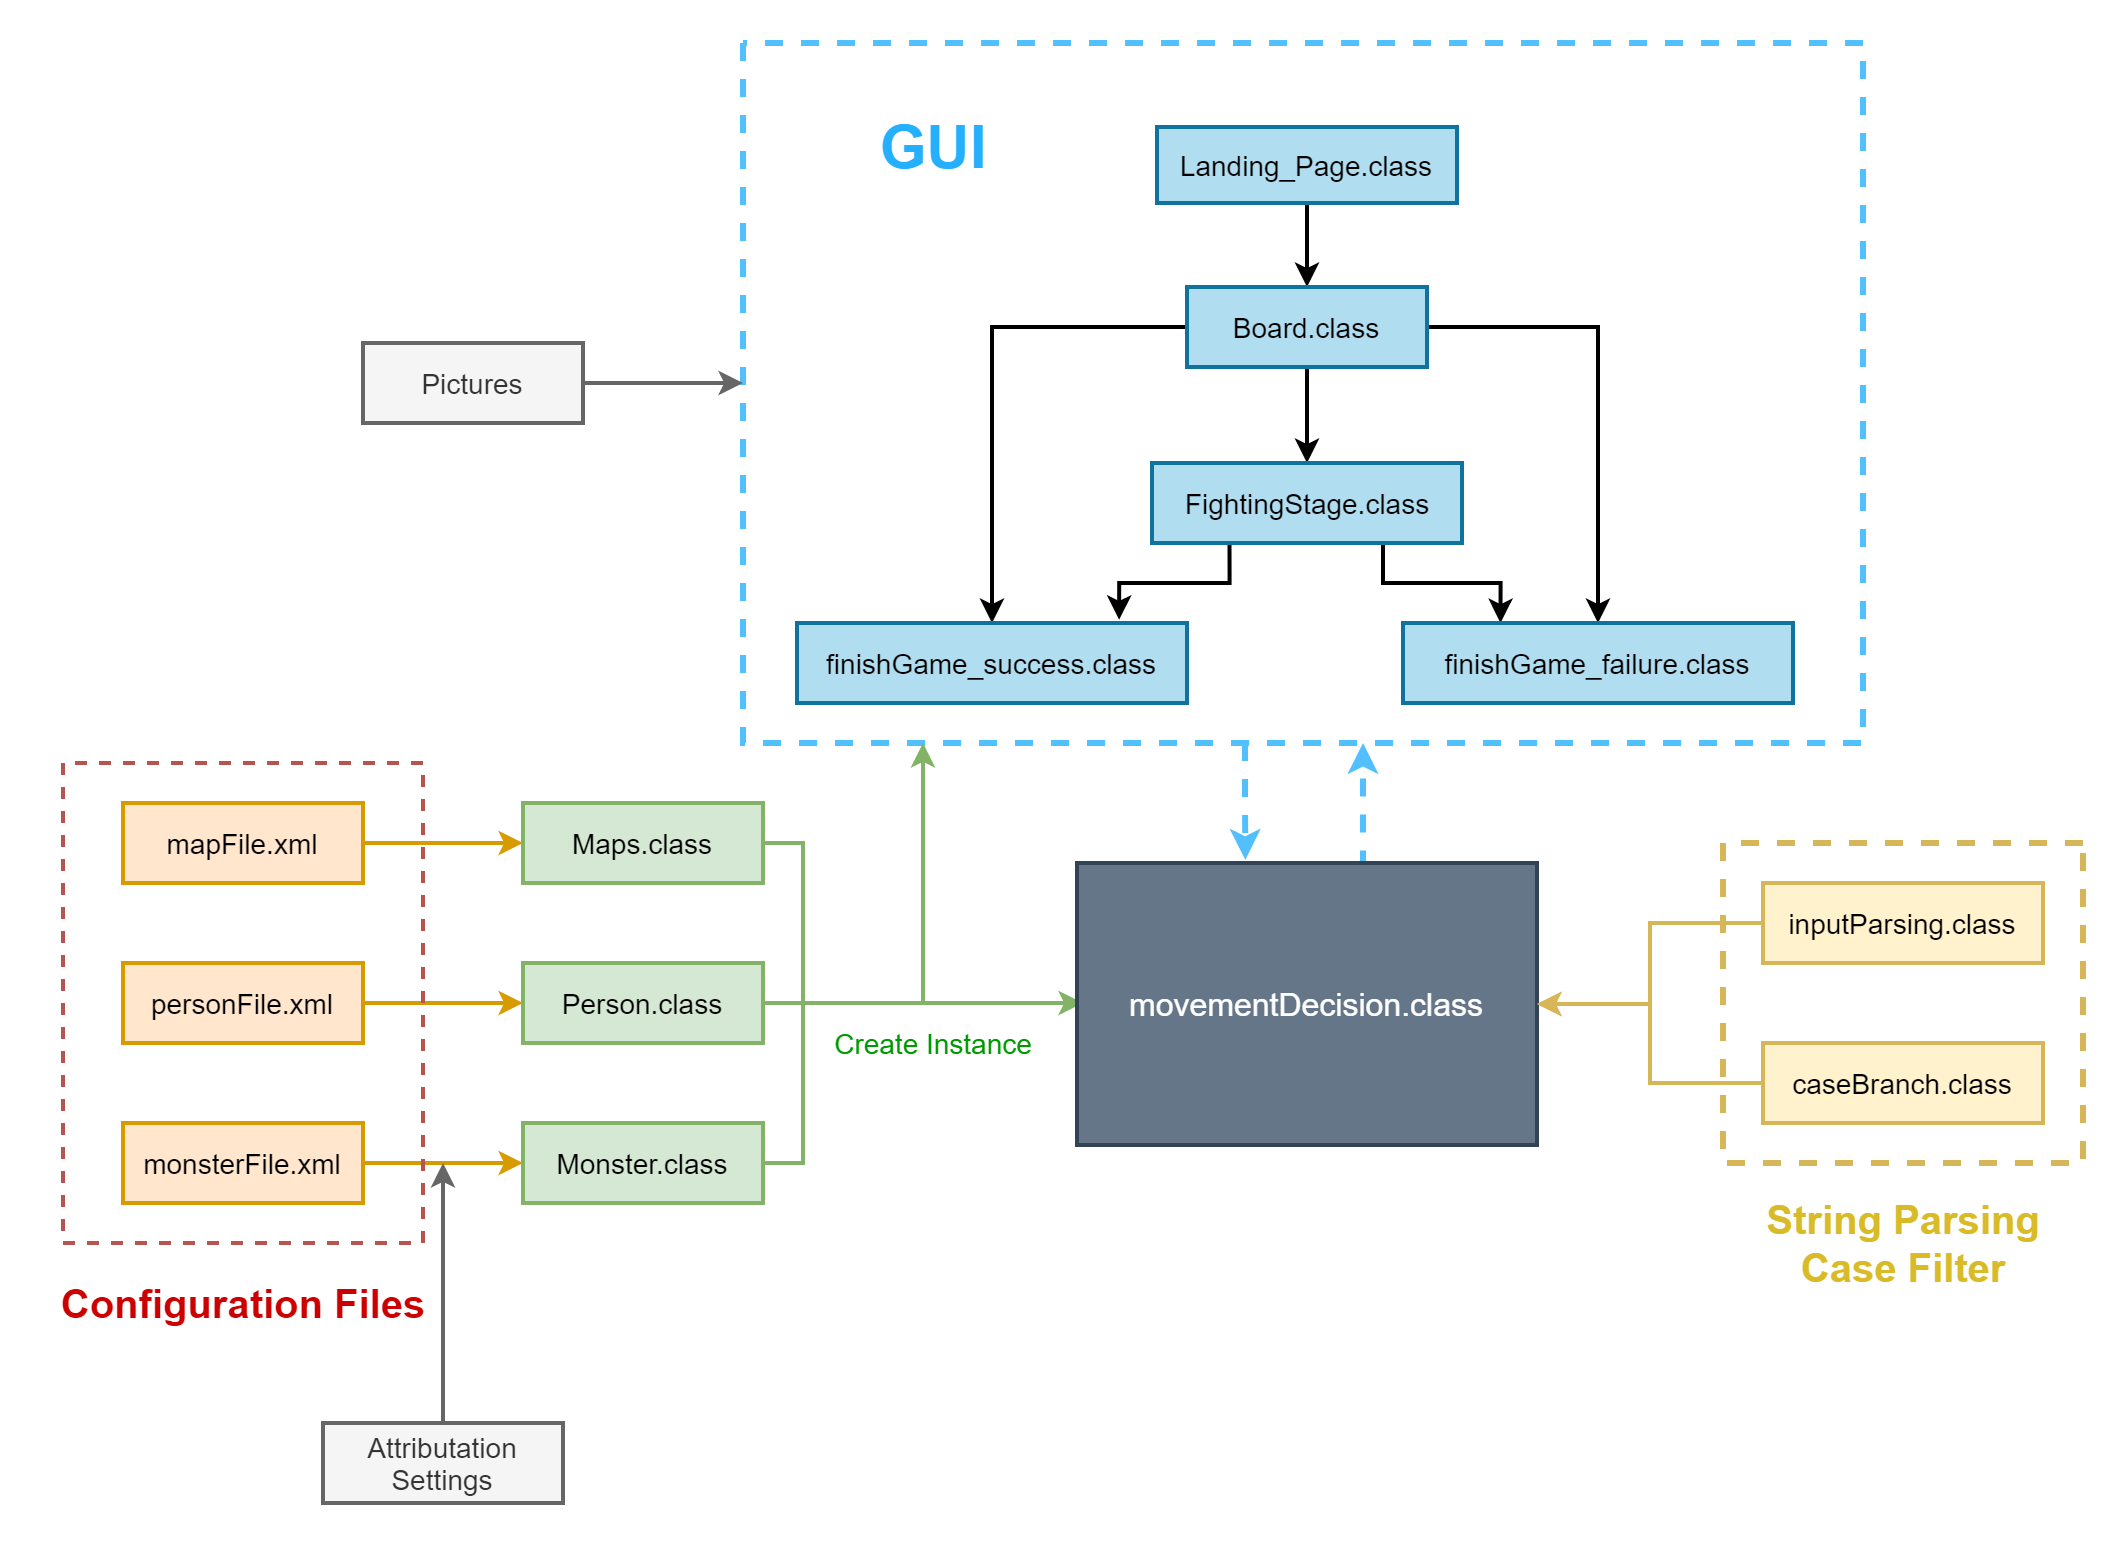 GUI
Landing_Page.class
Board.class
Pictures
FightingStage.class
finishGame_success.class
finishGame_failure.class
mapFile.xml
Maps.class
personFile.xml
Person.class
Create Instance
monsterFile.xml
Monster.class
movementDecision.class
inputParsing.class
caseBranch.class
String Parsing
Case Filter
Configuration Files
Attributation
Settings